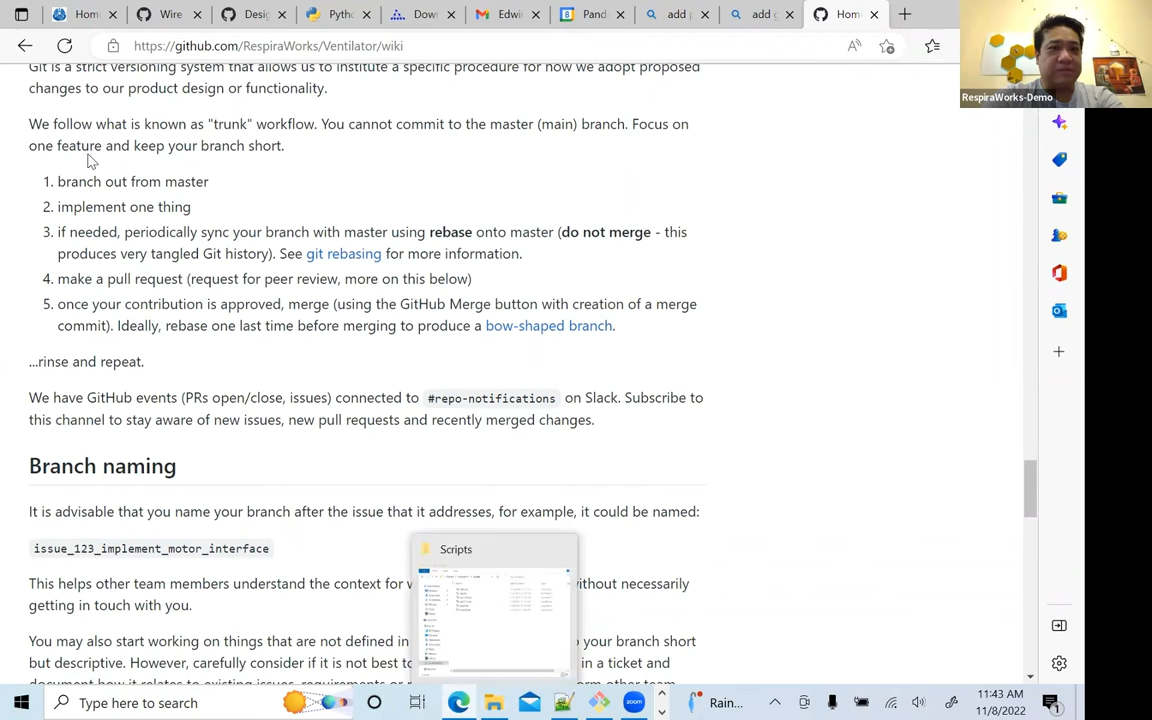 Home
Wire
Desig
Pytho
Dow
Edwi
Pand
add p
add g
Home
https://github.com/RespiraWorks/Ventilator/wiki
RespiraWorks-Demo
Git is a strict versioning system that allows us to institute a specific procedure for how we adopt proposed
changes to our product design or functionality.
We follow what is known as "trunk" workflow. You cannot commit to the master (main) branch. Focus on
one feature and keep your branch short.
1. branch out from master
2. implement one thing
3. if needed, periodically sync your branch with master using rebase onto master (do not merge - this
produces very tangled Git history). See git rebasing for more information.
4. make a pull request (request for peer review, more on this below)
5. once your contribution is approved, merge (using the GitHub Merge button with creation of a merge
commit). Ideally, rebase one last time before merging to produce a bow-shaped branch.
...rinse and repeat.
We have GitHub events (PRs open/close, issues) connected to #repo-notifications on Slack. Subscribe to
this channel to stay aware of new issues, new pull requests and recently merged changes.
Branch naming
It is advisable that you name your branch after the issue that it addresses, for example, it could be named:
issue_123_implement_motor_interface
Scripts
This helps other team members understand the context for w without necessarily
getting in touch with you.
You may also start working on things that are not defined in your branch short
but descriptive. However, carefully consider if it is not best to in a ticket and
Type here to search
Rain...
11:43 AM
11/8/2022
1